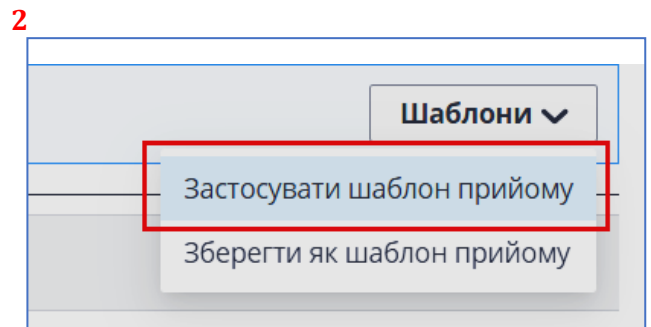 2
Шаблони
Застосувати шаблон прийому
Зберегти як шаблон прийому